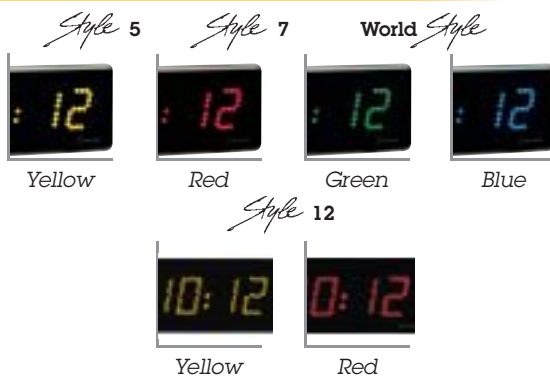 Style 5 Style 7 World Style
: 12 : 12 : 12 : 12
Yellow Red Green Blue
Style 12
10: 12 0: 12
Yellow Red